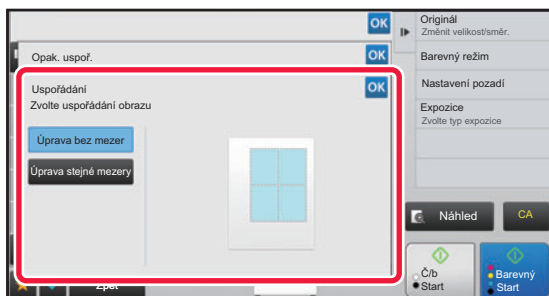 OK
Opak. uspoř.
OK
Uspořádání
OK
Zvolte uspořádání obrazu
Úprava bez mezer
Úprava stejné mezery
Zpět
Originál
Změnit velikost/směr.
Barevný režim
Nastavení pozadí
Expozice
Zvolte typ expozice
Náhled
CA
Č/b
Start
Barevný
Start